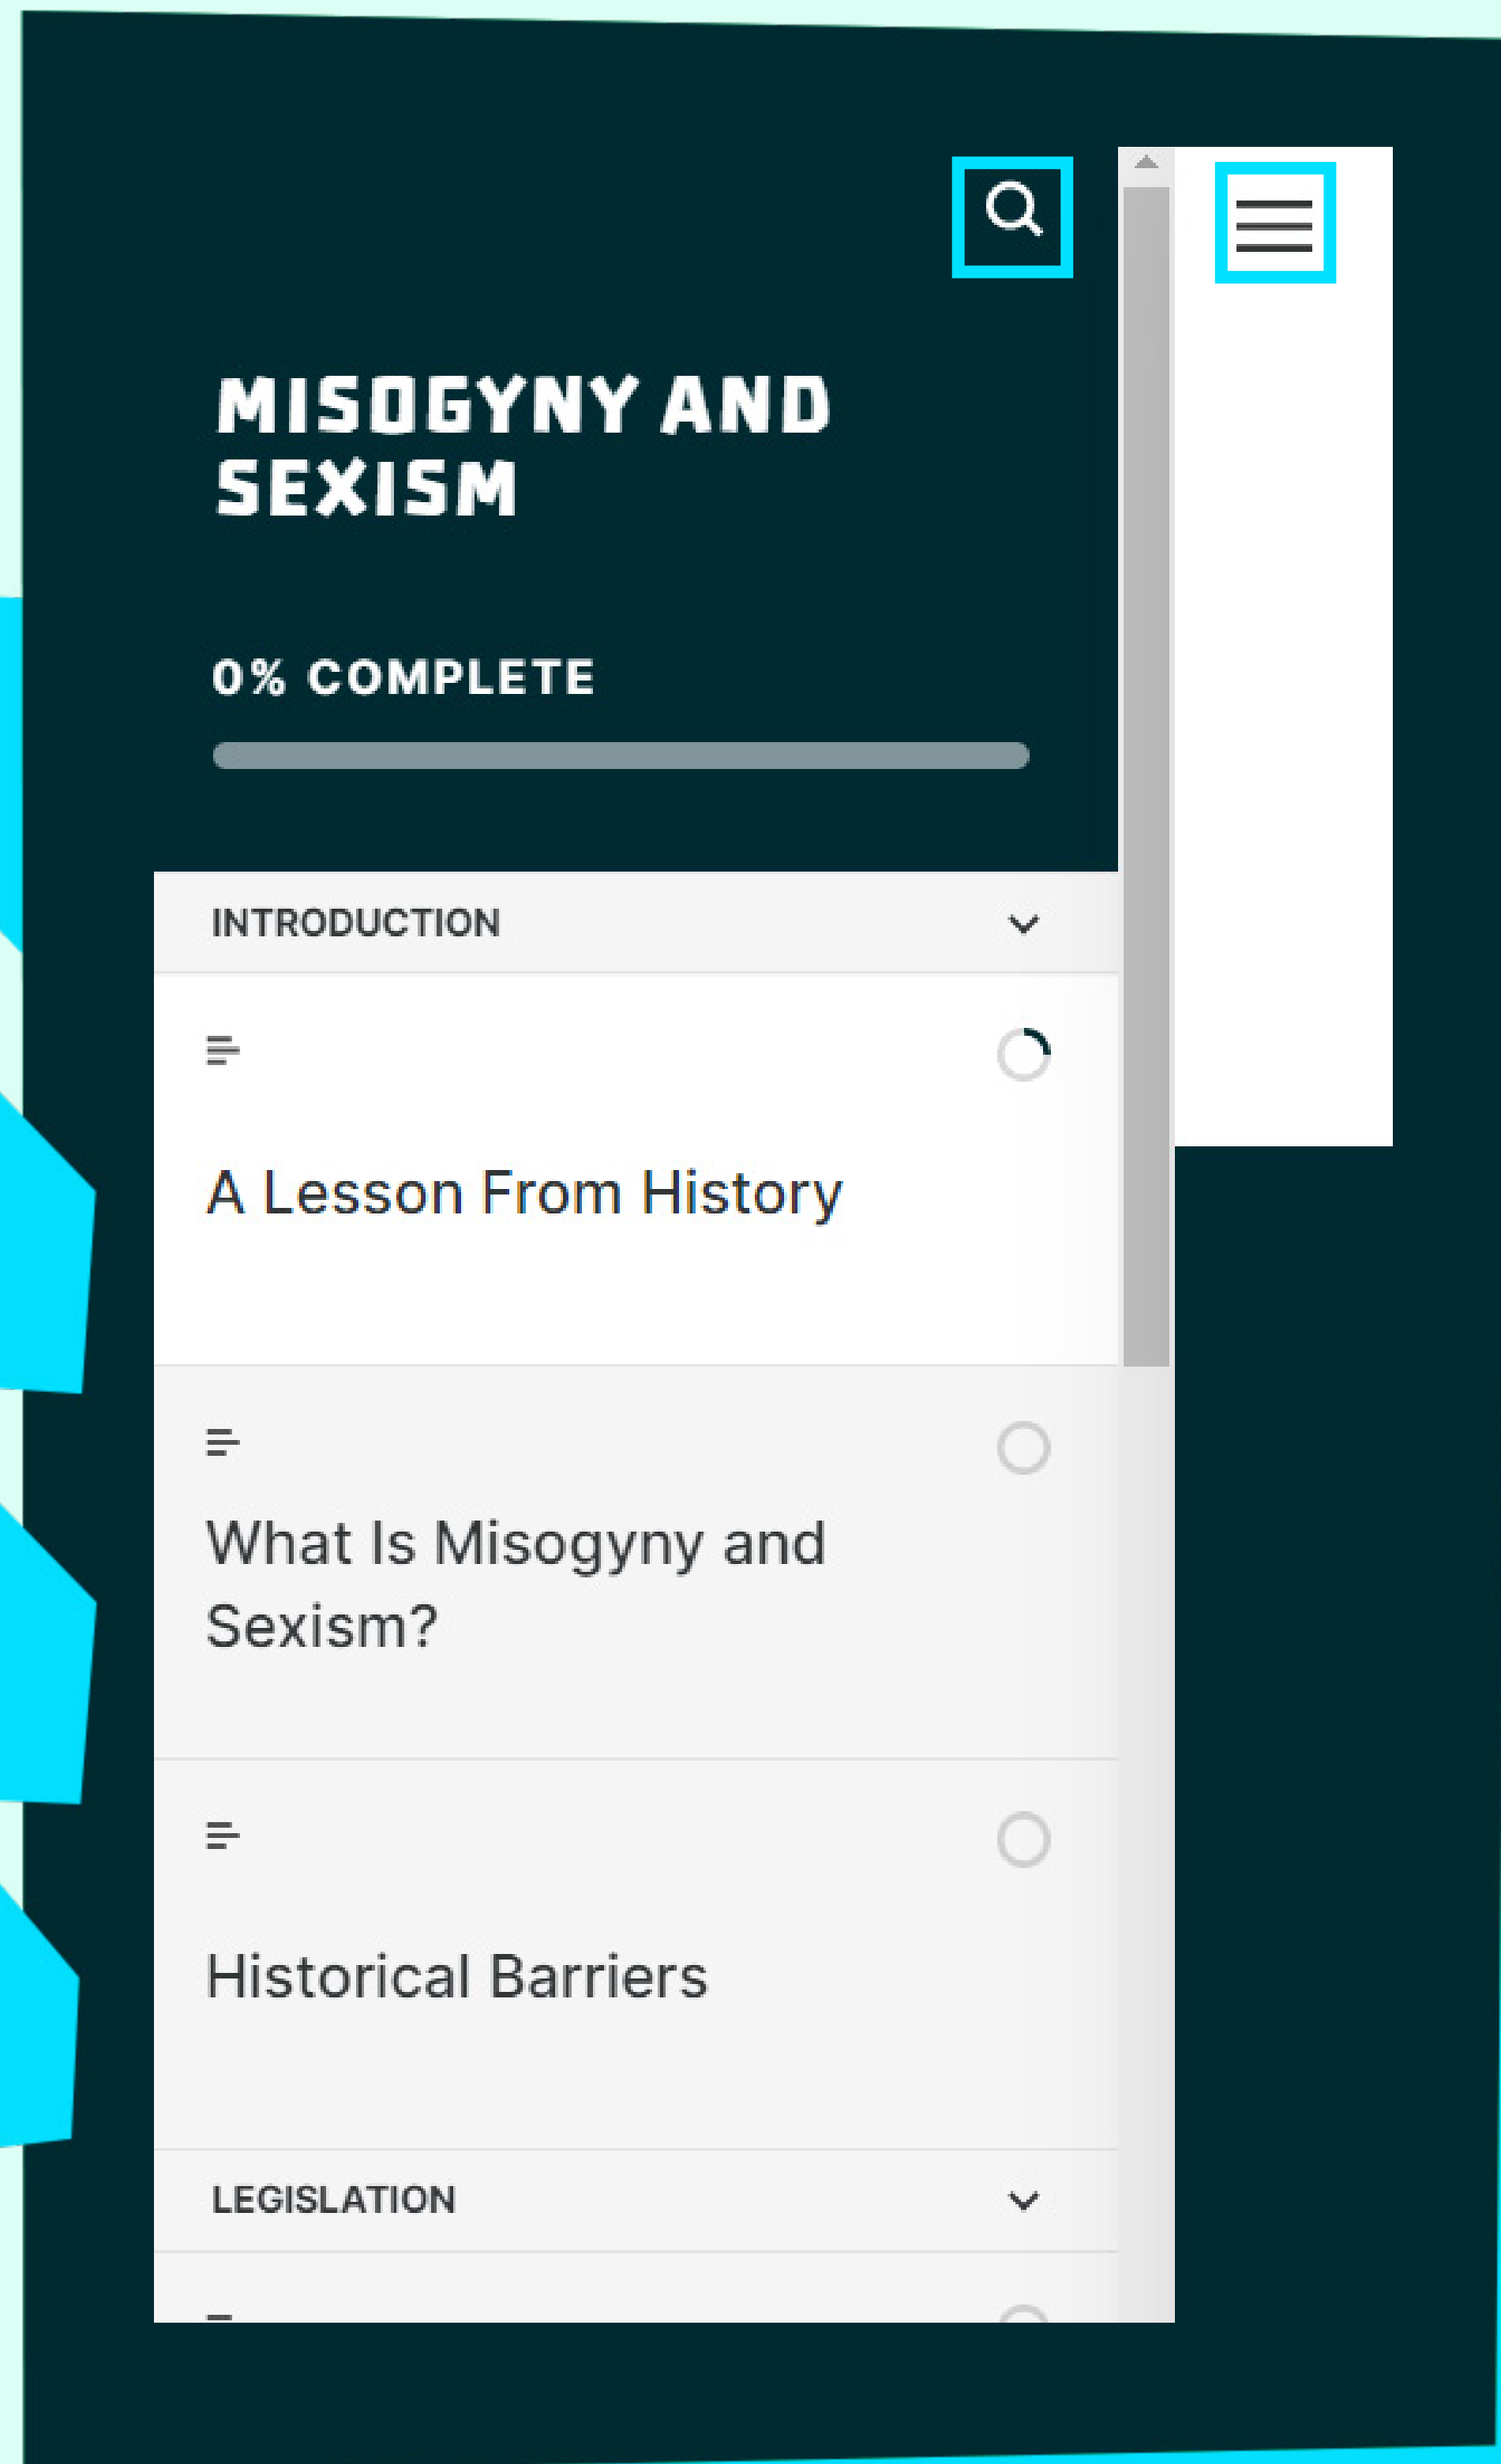 MISOGYNY AND
SEXISM
0% COMPLETE
INTRODUCTION
A Lesson From History
What Is Misogyny and
Sexism?
Historical Barriers
LEGISLATION